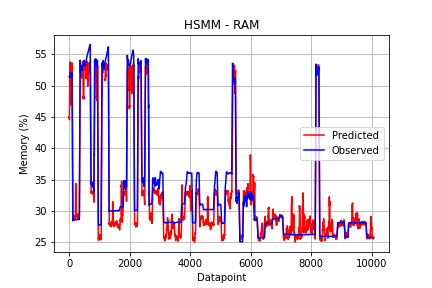 HSMM - RAM
Memory (%)
55
50
45
40
35
30
25
Predicted
Observed
0
2000
4000
6000
8000
10000
Datapoint